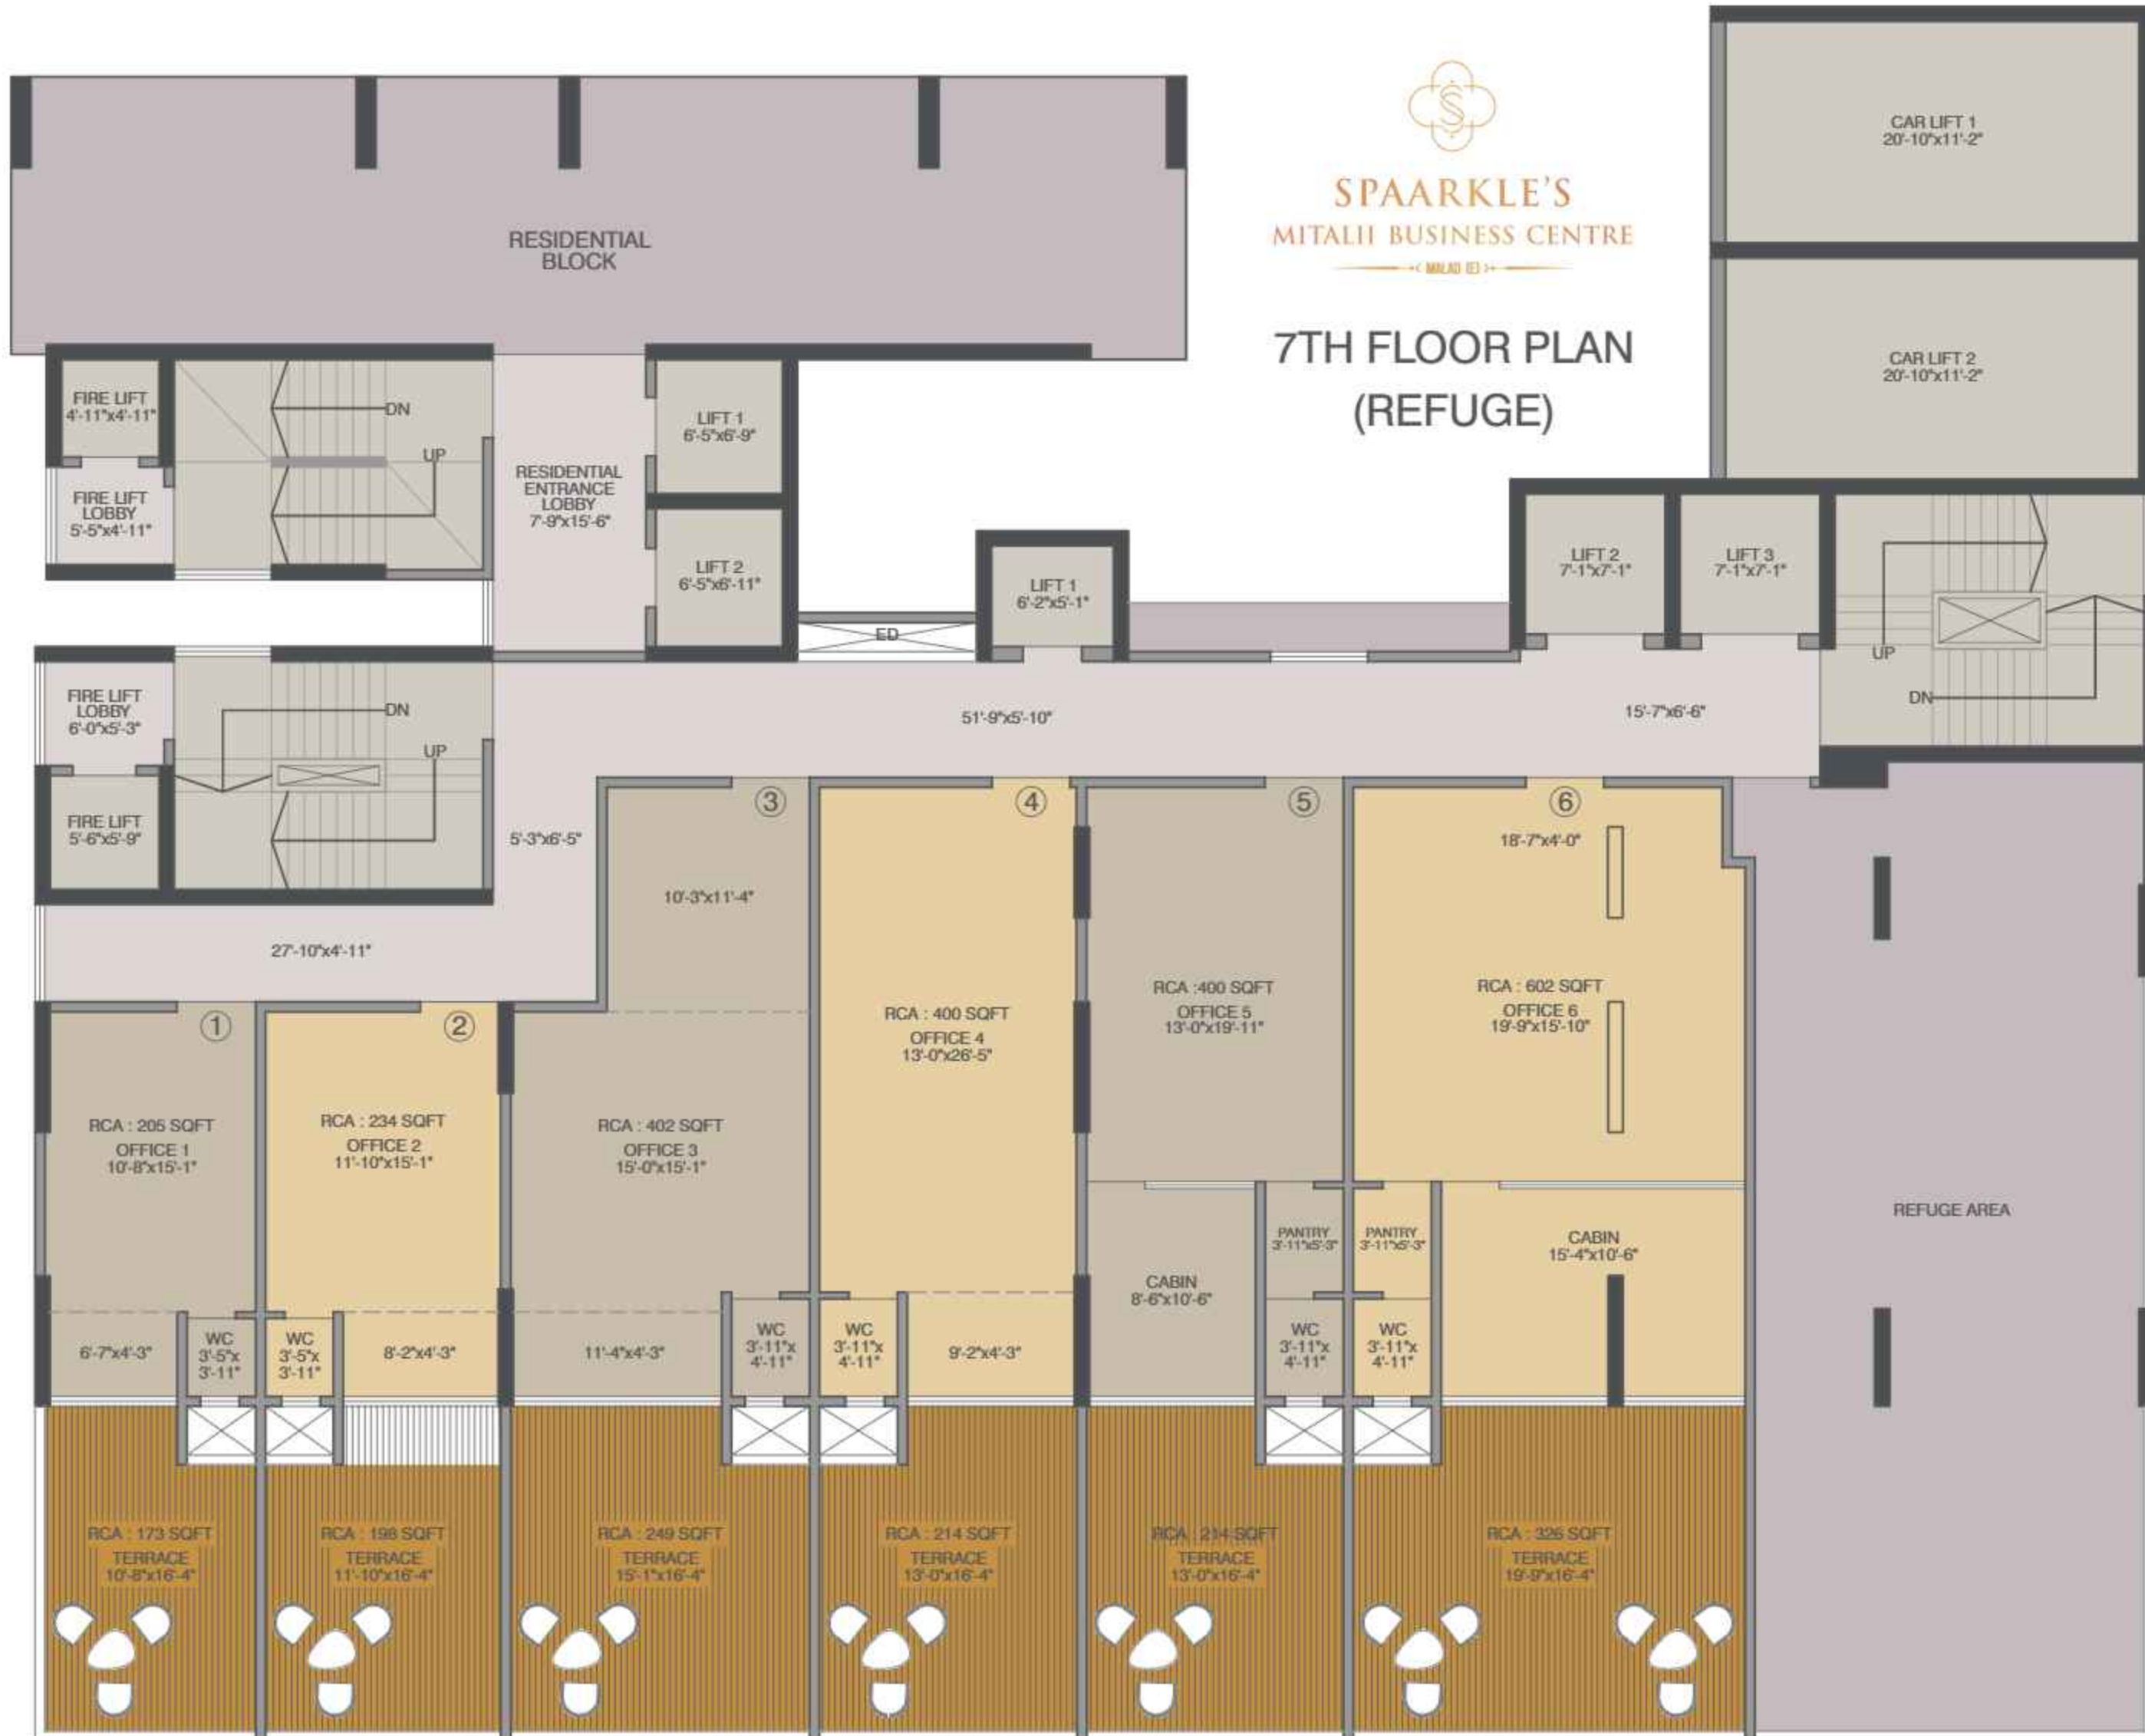 SPAARKLE'S
MITALII BUSINESS CENTRE
MALAD (E)
7TH FLOOR PLAN
(REFUGE)
CAR LIFT 1
20'-10"x11'-2"
CAR LIFT 2
20'-10"x11'-2"
RESIDENTIAL
BLOCK
FIRE LIFT
4'-11"x4'-11"
DN
UP
FIRE LIFT
LOBBY
5'-5"x4'-11"
RESIDENTIAL
ENTRANCE
LOBBY
7'-9"x15'-6"
LIFT 1
6'-5"x6'-9"
LIFT 2
6'-5"x6'-11"
ED
LIFT 1
6'-2"x5'-1"
LIFT 2
7'-1"x7'-1"
LIFT 3
7'-1"x7'-1"
UP
DN
FIRE LIFT
LOBBY
6'-0"x5'-3"
DN
UP
FIRE LIFT
5'-6"x5'-9"
51'-9"x5'-10"
15'-7"x6'-6"
5'-3"x6'-5"
27'-10"x4'-11"
1
RCA : 205 SQFT
OFFICE 1
10'-8"x15'-1"
6'-7"x4'-3"
WC
3'-5"x
3'-11"
2
RCA : 234 SQFT
OFFICE 2
11'-10"x15'-1"
WC
3'-5"x
3'-11"
8'-2"x4'-3"
3
10'-3"x11'-4"
RCA : 402 SQFT
OFFICE 3
15'-0"x15'-1"
11'-4"x4'-3"
WC
3'-11"x
4'-11"
4
RCA : 400 SQFT
OFFICE 4
13'-0"x26'-5"
WC
3'-11"x
4'-11"
9'-2"x4'-3"
5
RCA :400 SQFT
OFFICE 5
13'-0"x19'-11"
CABIN
8'-6"x10'-6"
PANTRY
3'-11"x5'-3"
WC
3'-11"x
4'-11"
6
18'-7"x4'-0"
RCA : 602 SQFT
OFFICE 6
19'-9"x15'-10"
PANTRY
3'-11"x5'-3"
WC
3'-11"x
4'-11"
CABIN
15'-4"x10'-6"
REFUGE AREA
RCA : 173 SQFT
TERRACE
10'-8"x16'-4"
RCA : 198 SQFT
TERRACE
11'-10"x16'-4"
RCA : 249 SQFT
TERRACE
15'-1"x16'-4"
RCA : 214 SQFT
TERRACE
13'-0"x16'-4"
RCA : 214 SQFT
TERRACE
13'-0"x16'-4"
RCA : 326 SQFT
TERRACE
19'-9"x16'-4"